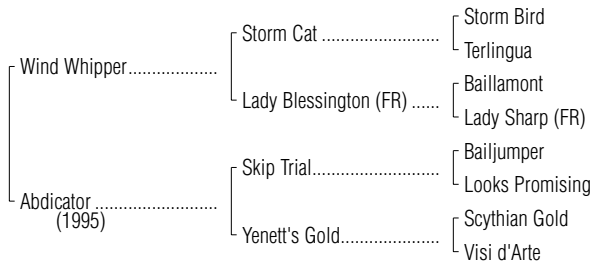 Storm Bird
Storm Cat ..........................
Terlingua
Wind Whipper....................
Baillamont
Lady Blessington (FR) ......
Lady Sharp (FR)
Bailjumper
Skip Trial............................
Looks Promising
Abdicator ...........................
(1995)
Scythian Gold
Yenett's Gold......................
Visi d'Arte